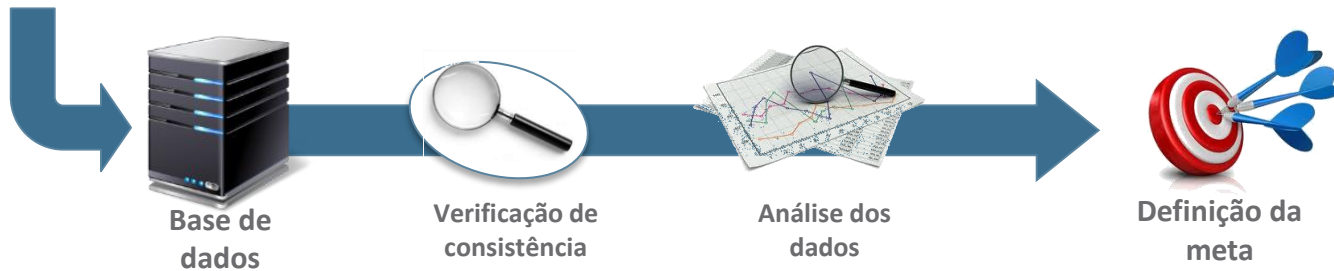 Base de
dados
Verificação de
consistência
Análise dos
dados
Definição da
meta